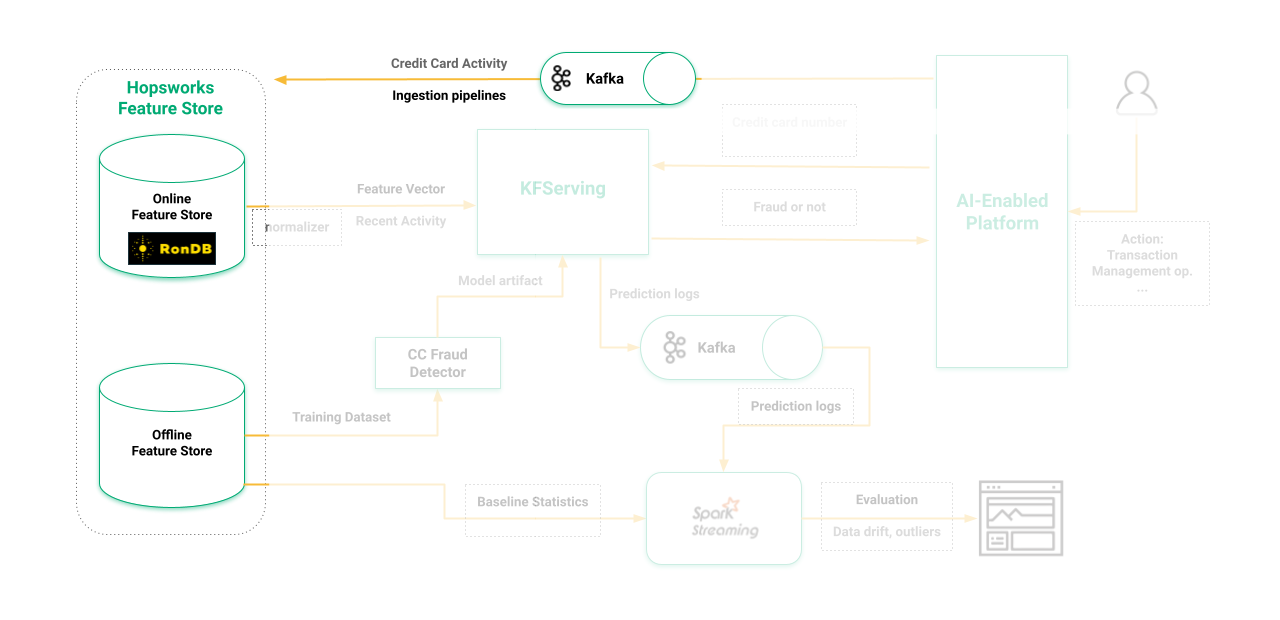 Credit Card Activity
Kafka
Ingestion pipelines
Hopsworks
Feature Store
Credit card number
KFServing
Online
Feature Store
RonDB
Feature Vector
Recent Activity
normalizer
Fraud or not
AI-Enabled
Platform
Action:
Transaction
Management op.
...
Model artifact
Prediction logs
Kafka
CC Fraud
Detector
Prediction logs
Training Dataset
Offline
Feature Store
Baseline Statistics
Spark
Streaming
Evaluation
Data drift, outliers